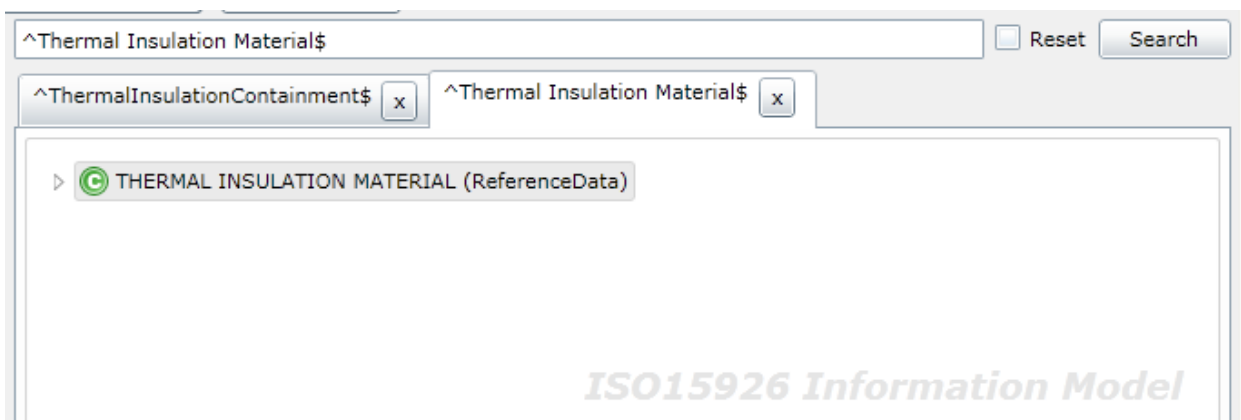 ^Thermal Insulation Material$
Reset
Search
^ThermalInsulationContainment$ x
^Thermal Insulation Material$ x
C THERMAL INSULATION MATERIAL (ReferenceData)
ISO15926 Information Model